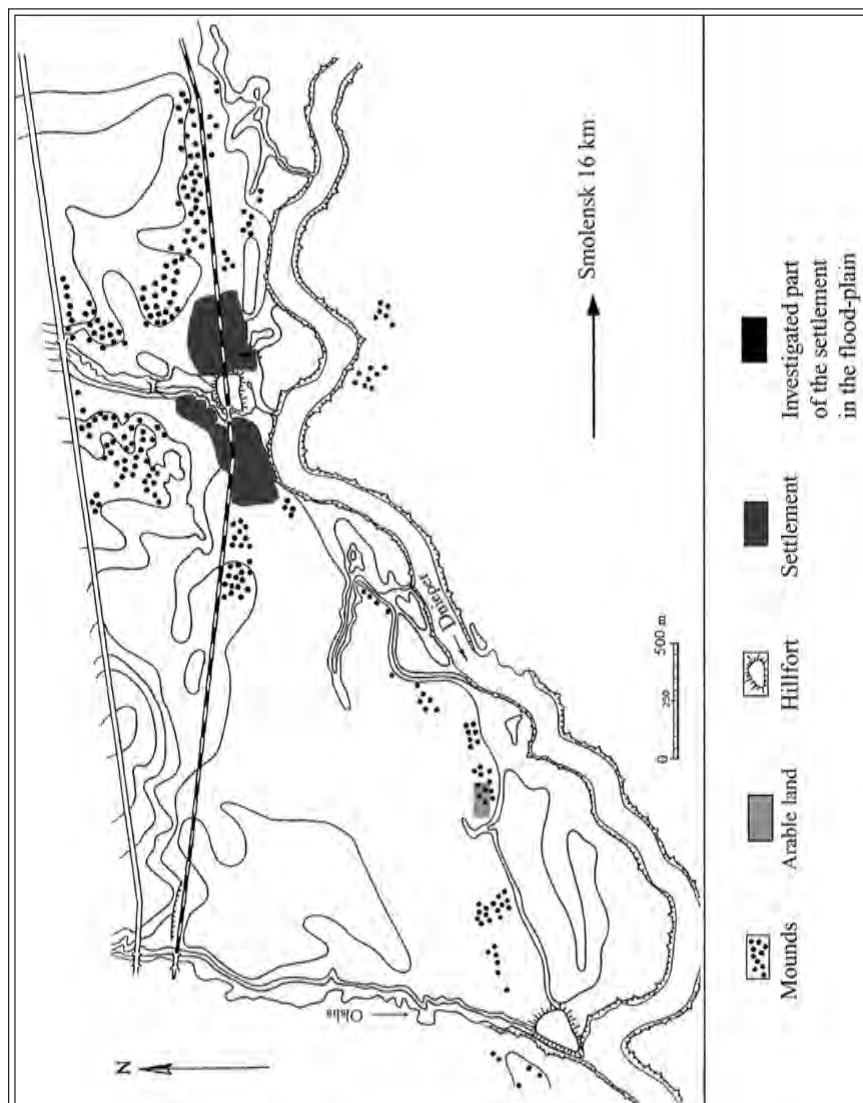 N
Olsha
Dnieper
Smolensk 16 km
0 250 500 m
Mounds
Arable land
Hillfort
Settlement
Investigated part
of the settlement
in the flood-plain